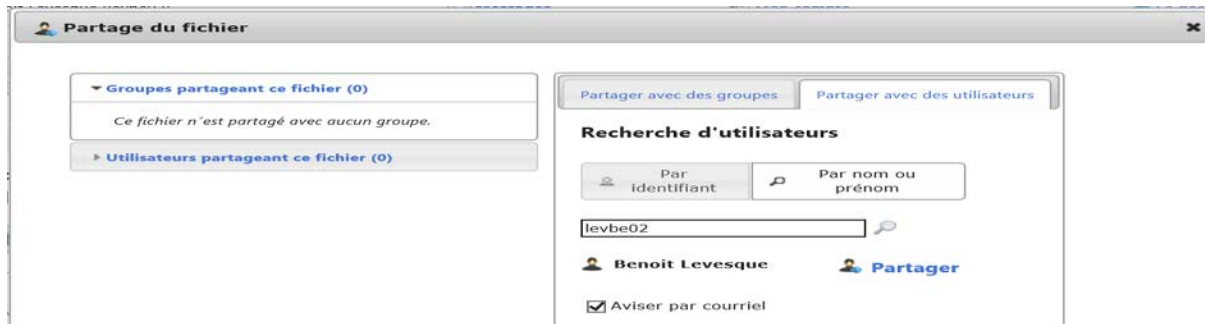 Partage du fichier
Groupes partageant ce fichier (0)
Ce fichier n´est partagé avec aucun groupe.
Utilisateurs partageant ce fichier (0)
Partager avec des groupes
Partager avec des utilisateurs
Recherche d'utilisateurs
Par
identifiant
Par nom ou
prénom
levbe02
Benoit Levesque
Partager
Aviser par courriel